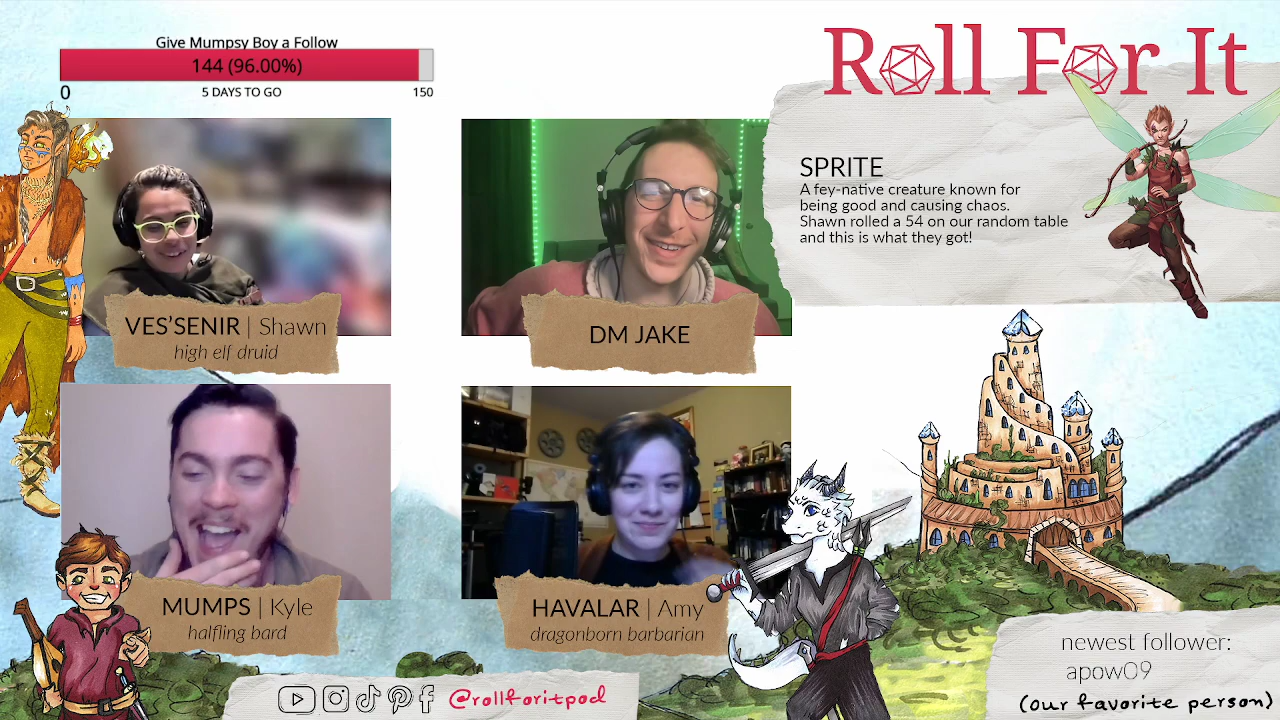 Give Mumpsy Boy a Follow
144 (96.00%)
0
5 DAYS TO GO
150
Roll For It
SPRITE
A fey-native creature known for
being good and causing chaos.
Shawn rolled a 54 on our random table
and this is what they got!
VES'SENIR | Shawn
high elf druid
DM JAKE
MUMPS | Kyle
halfling bard
HAVALAR | Amy
dragonborn barbarian
newest follower:
apow09
(our favorite person)
@rollforitpod